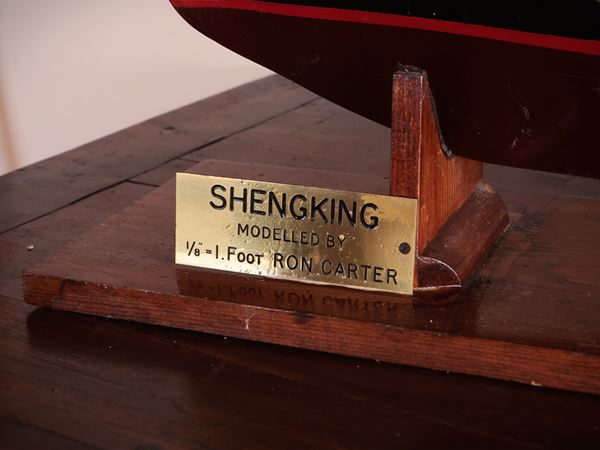 SHENGKING
MODELLED BY
1/8"=1.FOOT RON CARTER